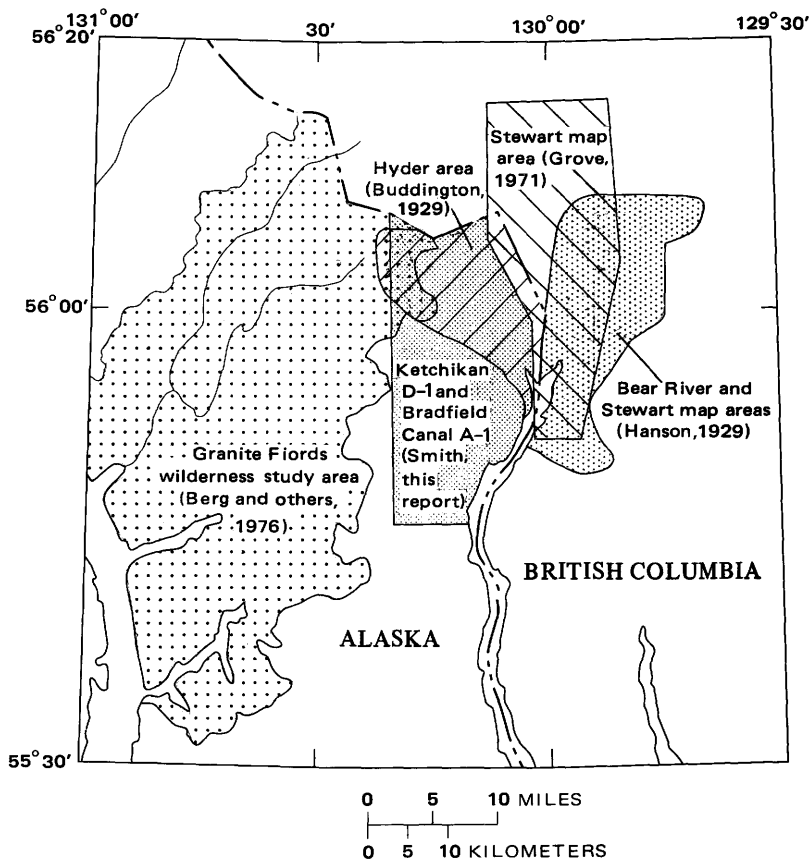 131° 00′
56° 20′
30′
130° 00′
129° 30′
Stewart map
area (Grove,
1971)
Hyder area
(Buddington,
1929)
56° 00′
Ketchikan
D-1 and
Bradfield
Canal A-1
(Smith,
this
report)
Bear River and
Stewart map areas
(Hanson, 1929)
Granite Fiords
wilderness study area
(Berg and others,
1976)
BRITISH COLUMBIA
ALASKA
55° 30′
0 5 10 MILES
0 5 10 KILOMETERS